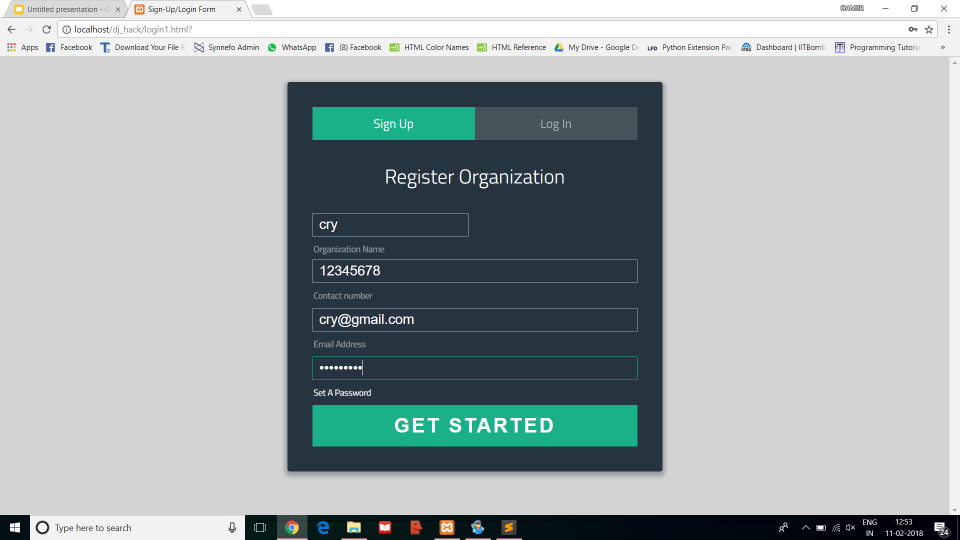 Untitled presentation - G
Sign-Up/Login Form
GAMER
localhost/dj_hack/login1.html?
Apps Facebook Download Your File R Synnefo Admin WhatsApp (8) Facebook HTML Color Names HTML Reference My Drive - Google Dr Python Extension Pac Dashboard | IITBomb Programming Tutoria »
Sign Up Log In
Register Organization
cry
Organization Name
12345678
Contact number
cry@gmail.com
Email Address
•••••••••
Set A Password
GET STARTED
Type here to search
ENG
IN
12:53
11-02-2018
24